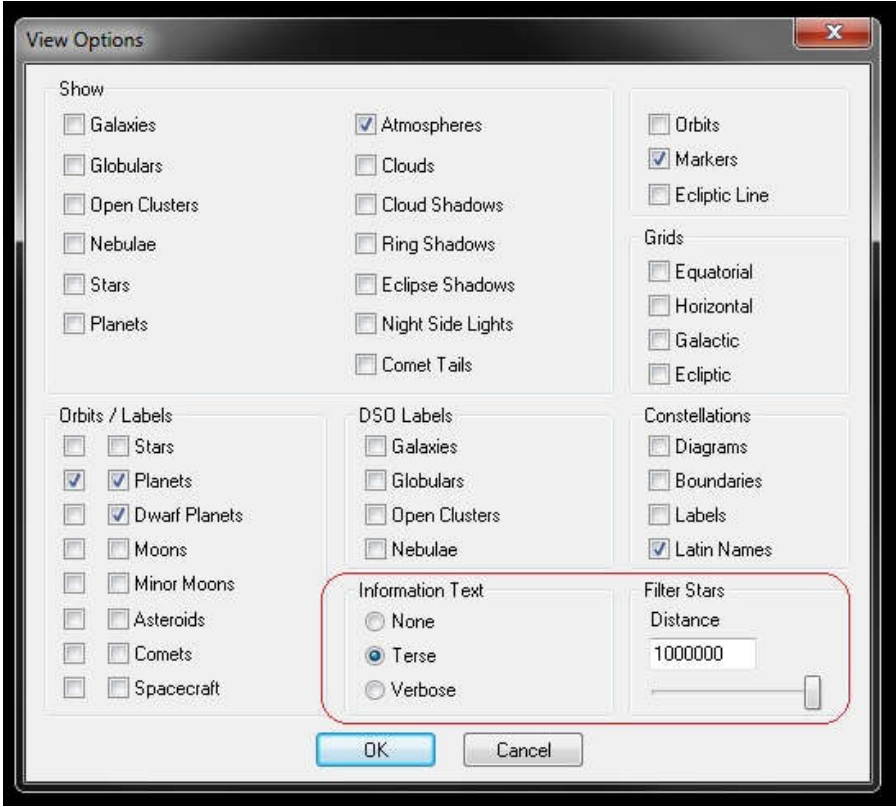 View Options
Show
Galaxies
Globulars
Open Clusters
Nebulae
Stars
Planets
Atmospheres
Clouds
Cloud Shadows
Ring Shadows
Eclipse Shadows
Night Side Lights
Comet Tails
Orbits
Markers
Ecliptic Line
Grids
Equatorial
Horizontal
Galactic
Ecliptic
Orbits / Labels
Stars
Planets
Dwarf Planets
Moons
Minor Moons
Asteroids
Comets
Spacecraft
DSO Labels
Galaxies
Globulars
Open Clusters
Nebulae
Constellations
Diagrams
Boundaries
Labels
Latin Names
Information Text
None
Terse
Verbose
Filter Stars
Distance
1000000
OK
Cancel